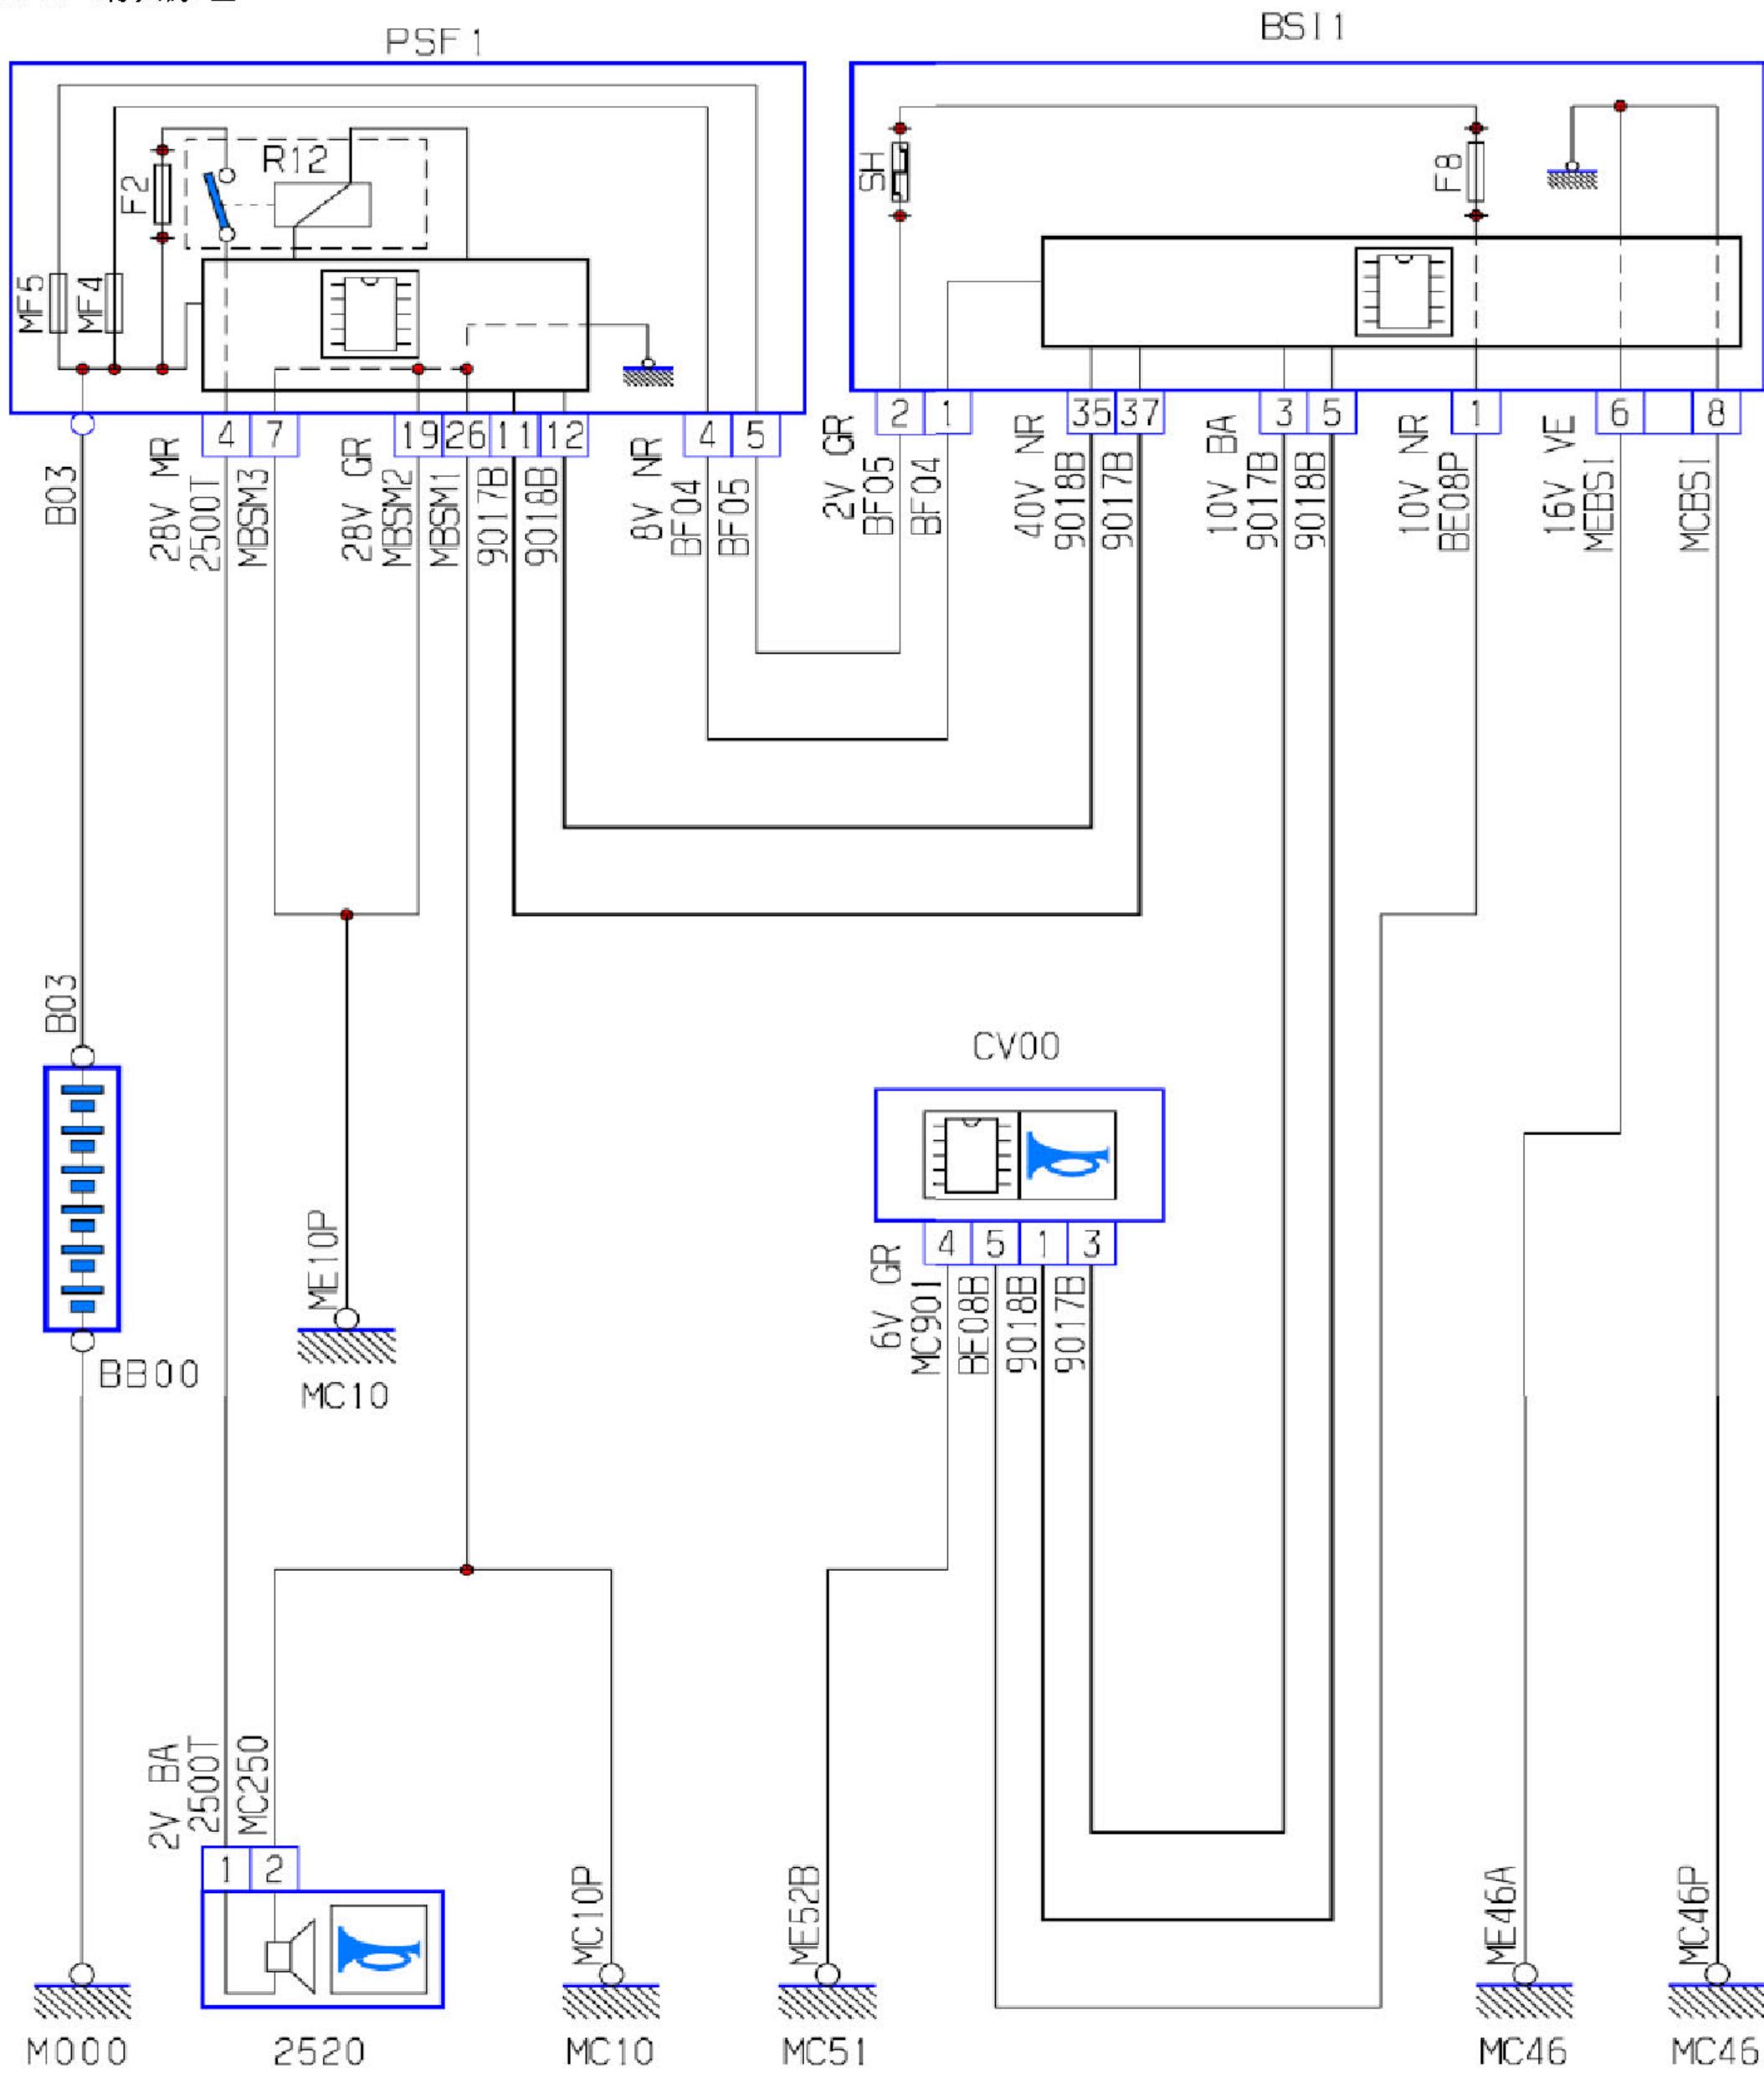 PSF1
BSI1
R12
F2
MF5
MF4
SH
F8
4 7 19 26 11 12 4 5
2 1 35 37 3 5 1 6 8
B03
28V MR
2500T
MBSM3
28V GR
MBSM2
MBSM1
9017B
9018B
8V NR
BF04
BF05
2V GR
BF05
BF04
40V NR
9018B
9017B
10V BA
9017B
9018B
10V NR
BE08P
16V VE
MEBSI
MCBSI
B03
CV00
4 5 1 3
6V GR
MC901
BE08B
9018B
9017B
ME10P
BB00
MC10
2V BA
2500T
MC250
1 2
MC10P
ME52B
ME46A
MC46P
M000
2520
MC10
MC51
MC46
MC46